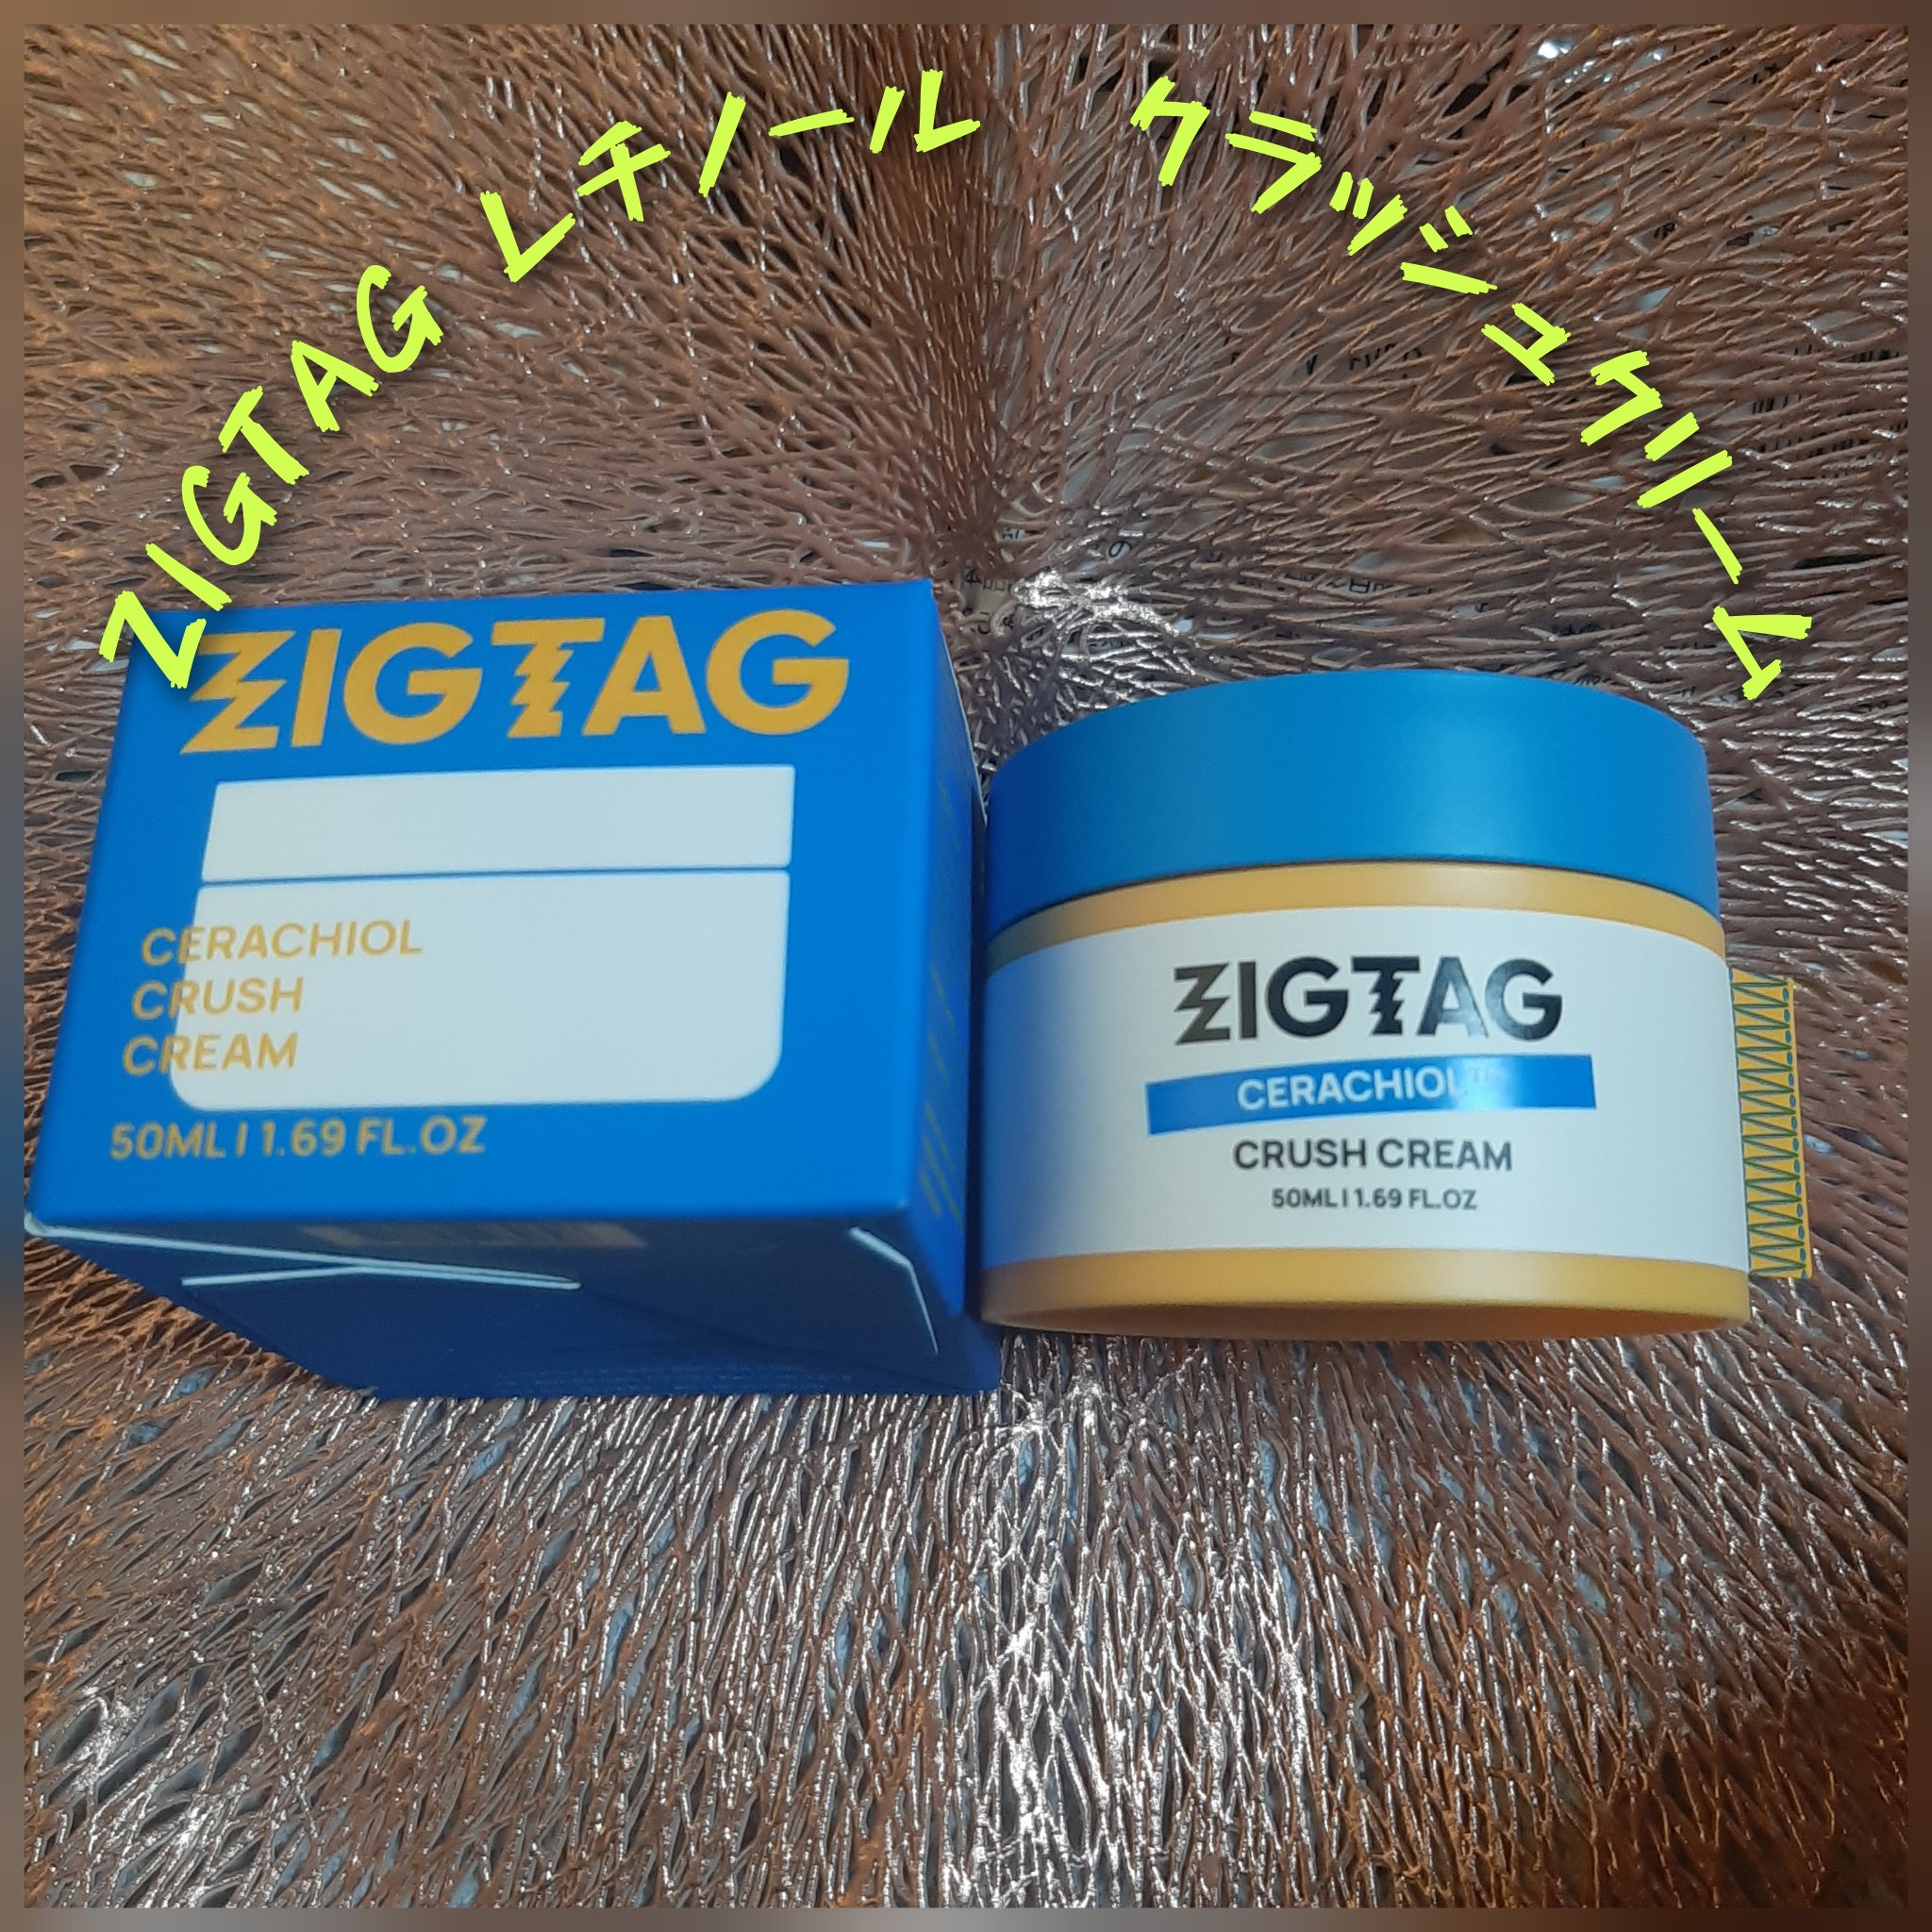 ZIGTAG レチノール クラッシュクリーム
ZIGTAG
CERACHIOL
CRUSH
CREAM
50ML | 1.69 FL.OZ
ZIGTAG
CERACHIOL
CRUSH CREAM
50ML | 1.69 FL.OZ